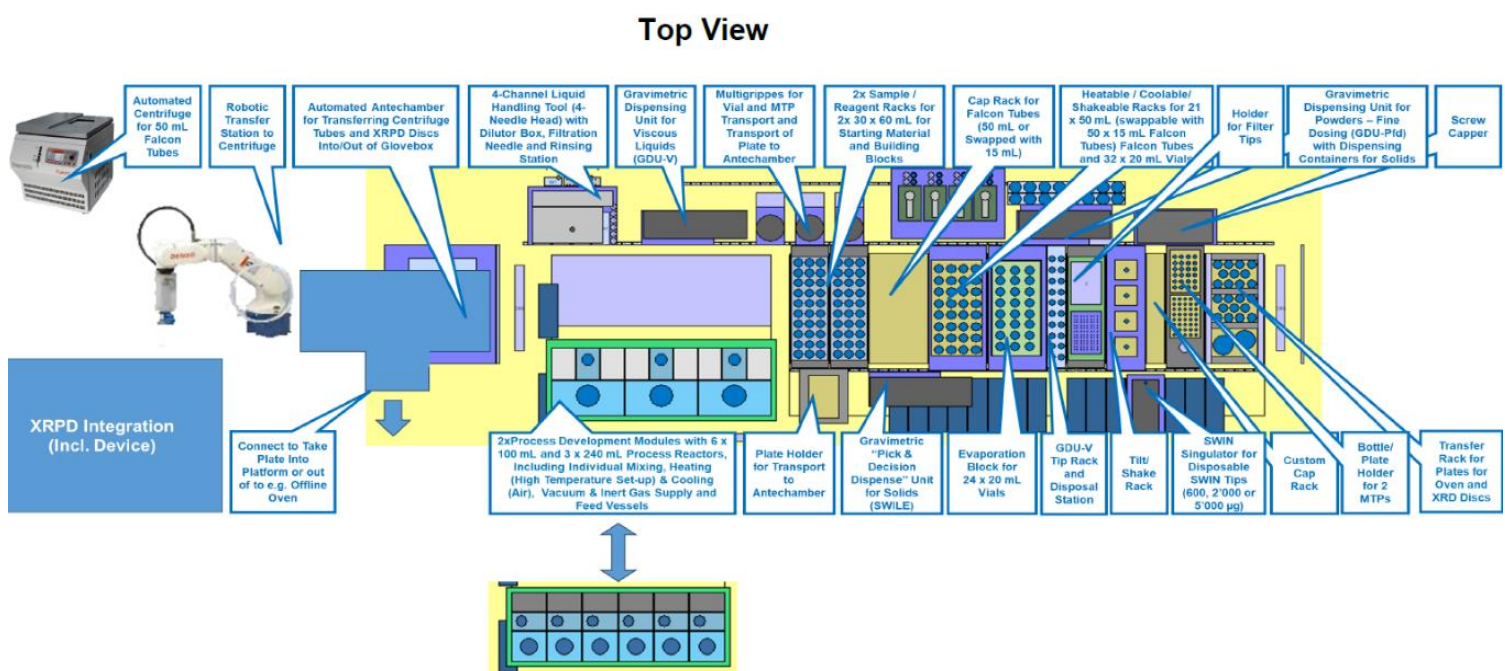 Top View
Automated
Centrifuge
for 50 mL
Falcon
Tubes
Robotic
Transfer
Station to
Centrifuge
Automated Antechamber
for Transferring Centrifuge
Tubes and XRPD Discs
Into/Out of Glovebox
4-Channel Liquid
Handling Tool (4-
Needle Head) with
Dilutor Box, Filtration
Needle and Rinsing
Station
Gravimetric
Dispensing
Unit for
Viscous
Liquids
(GDU-V)
Multigrippes for
Vial and MTP
Transport and
Transport of
Plate to
Antechamber
2x Sample /
Reagent Racks for
2x 30 x 60 mL for
Starting Material
and Building
Blocks
Cap Rack for
Falcon Tubes
(50 mL or
Swapped with
15 mL)
Heatable / Coolable/
Shakeable Racks for 21
x 50 mL (swappable with
50 x 15 mL Falcon
Tubes) Falcon Tubes
and 32 x 20 mL Vials
Holder
for Filter
Tips
Gravimetric
Dispensing Unit for
Powders – Fine
Dosing (GDU-Pfd)
with Dispensing
Containers for Solids
Screw
Capper
DENSO
XRPD Integration
(Incl. Device)
Connect to Take
Plate Into
Platform or out
of to e.g. Offline
Oven
2xProcess Development Modules with 6 x
100 mL and 3 x 240 mL Process Reactors,
Including Individual Mixing, Heating
(High Temperature Set-up) & Cooling
(Air), Vacuum & Inert Gas Supply and
Feed Vessels
Plate Holder
for Transport
to
Antechamber
Gravimetric
"Pick &
Decision
Dispense" Unit
for Solids
(SWILE)
Evaporation
Block for
24 x 20 mL
Vials
GDU-V
Tip Rack
and
Disposal
Station
Tilt/
Shake
Rack
SWIN
Singulator for
Disposable
SWIN Tips
(600, 2'000 or
5'000 µg)
Custom
Cap
Rack
Bottle/
Plate
Holder
for 2
MTPs
Transfer
Rack for
Plates for
Oven and
XRD Discs